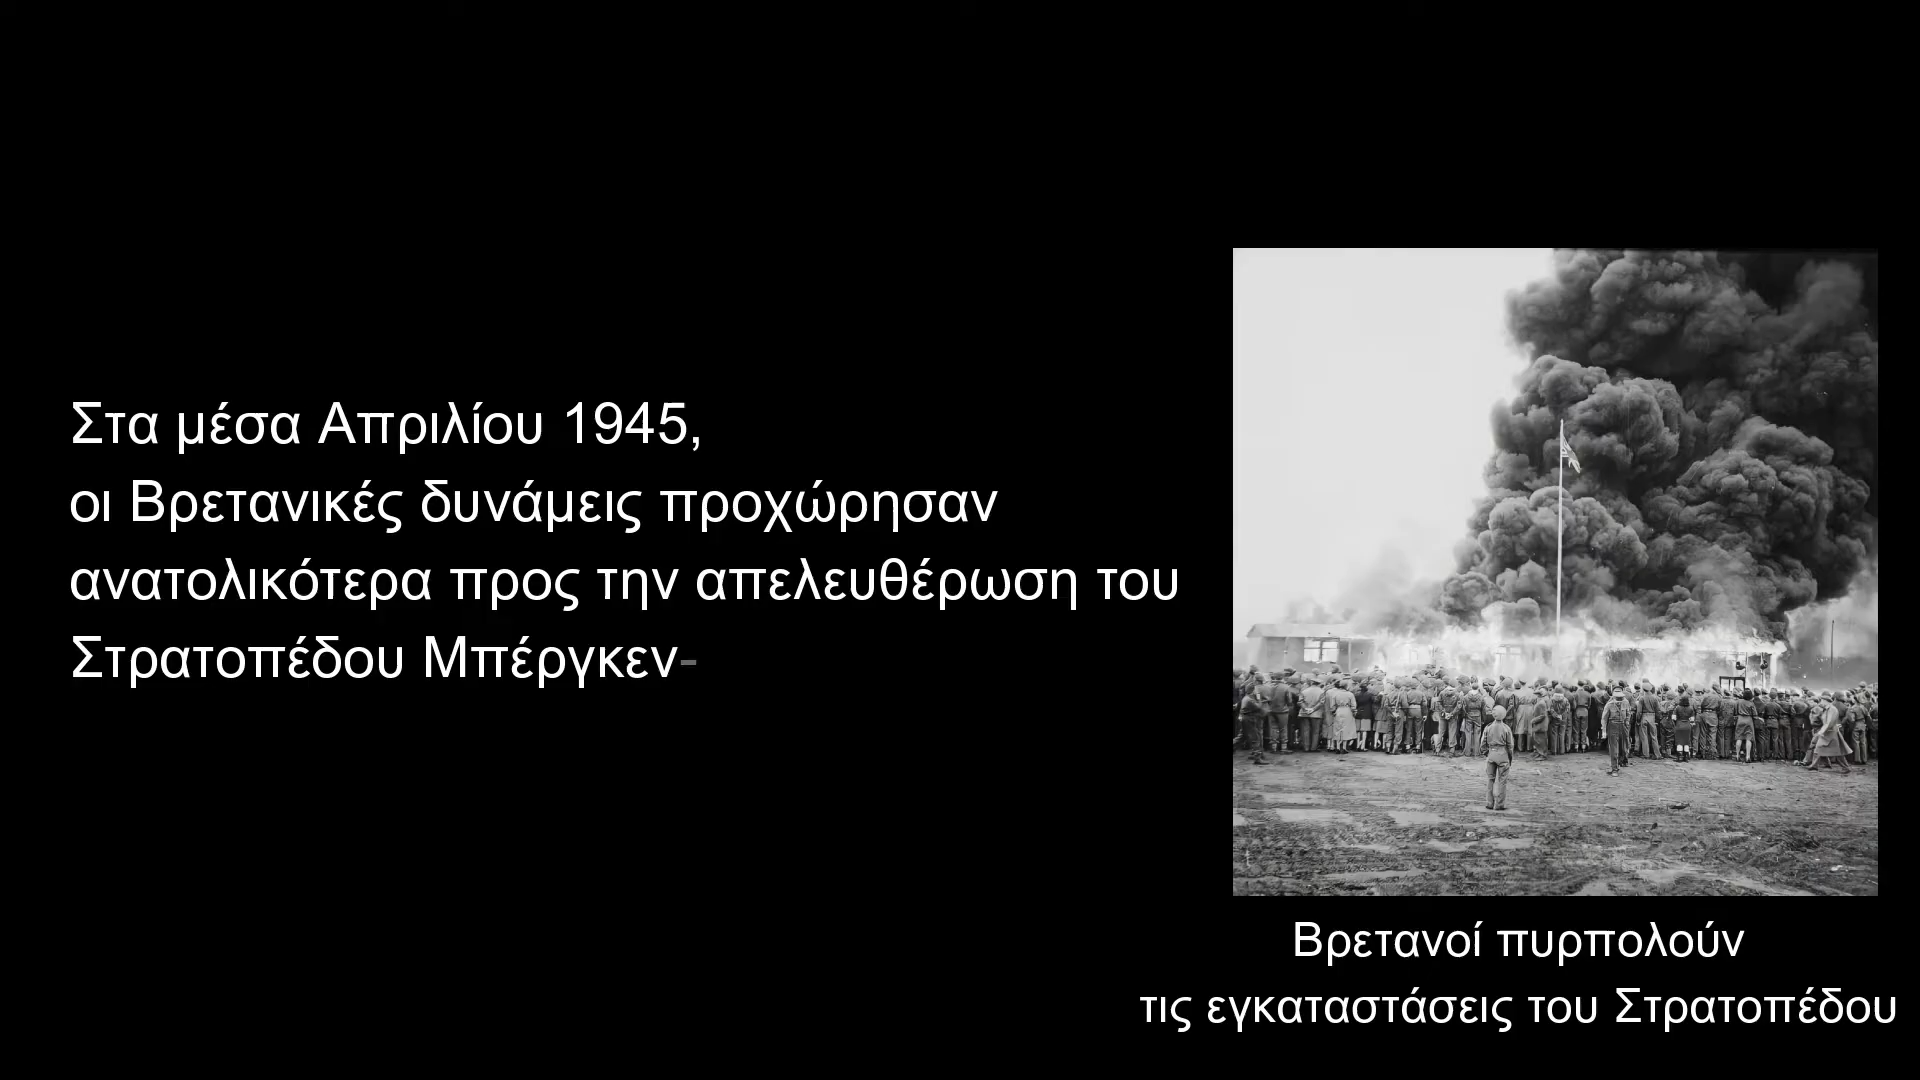 Στα μέσα Απριλίου 1945,
οι Βρετανικές δυνάμεις προχώρησαν
ανατολικότερα προς την απελευθέρωση του
Στρατοπέδου Μπέργκεν-
Βρετανοί πυρπολούν
τις εγκαταστάσεις του Στρατοπέδου